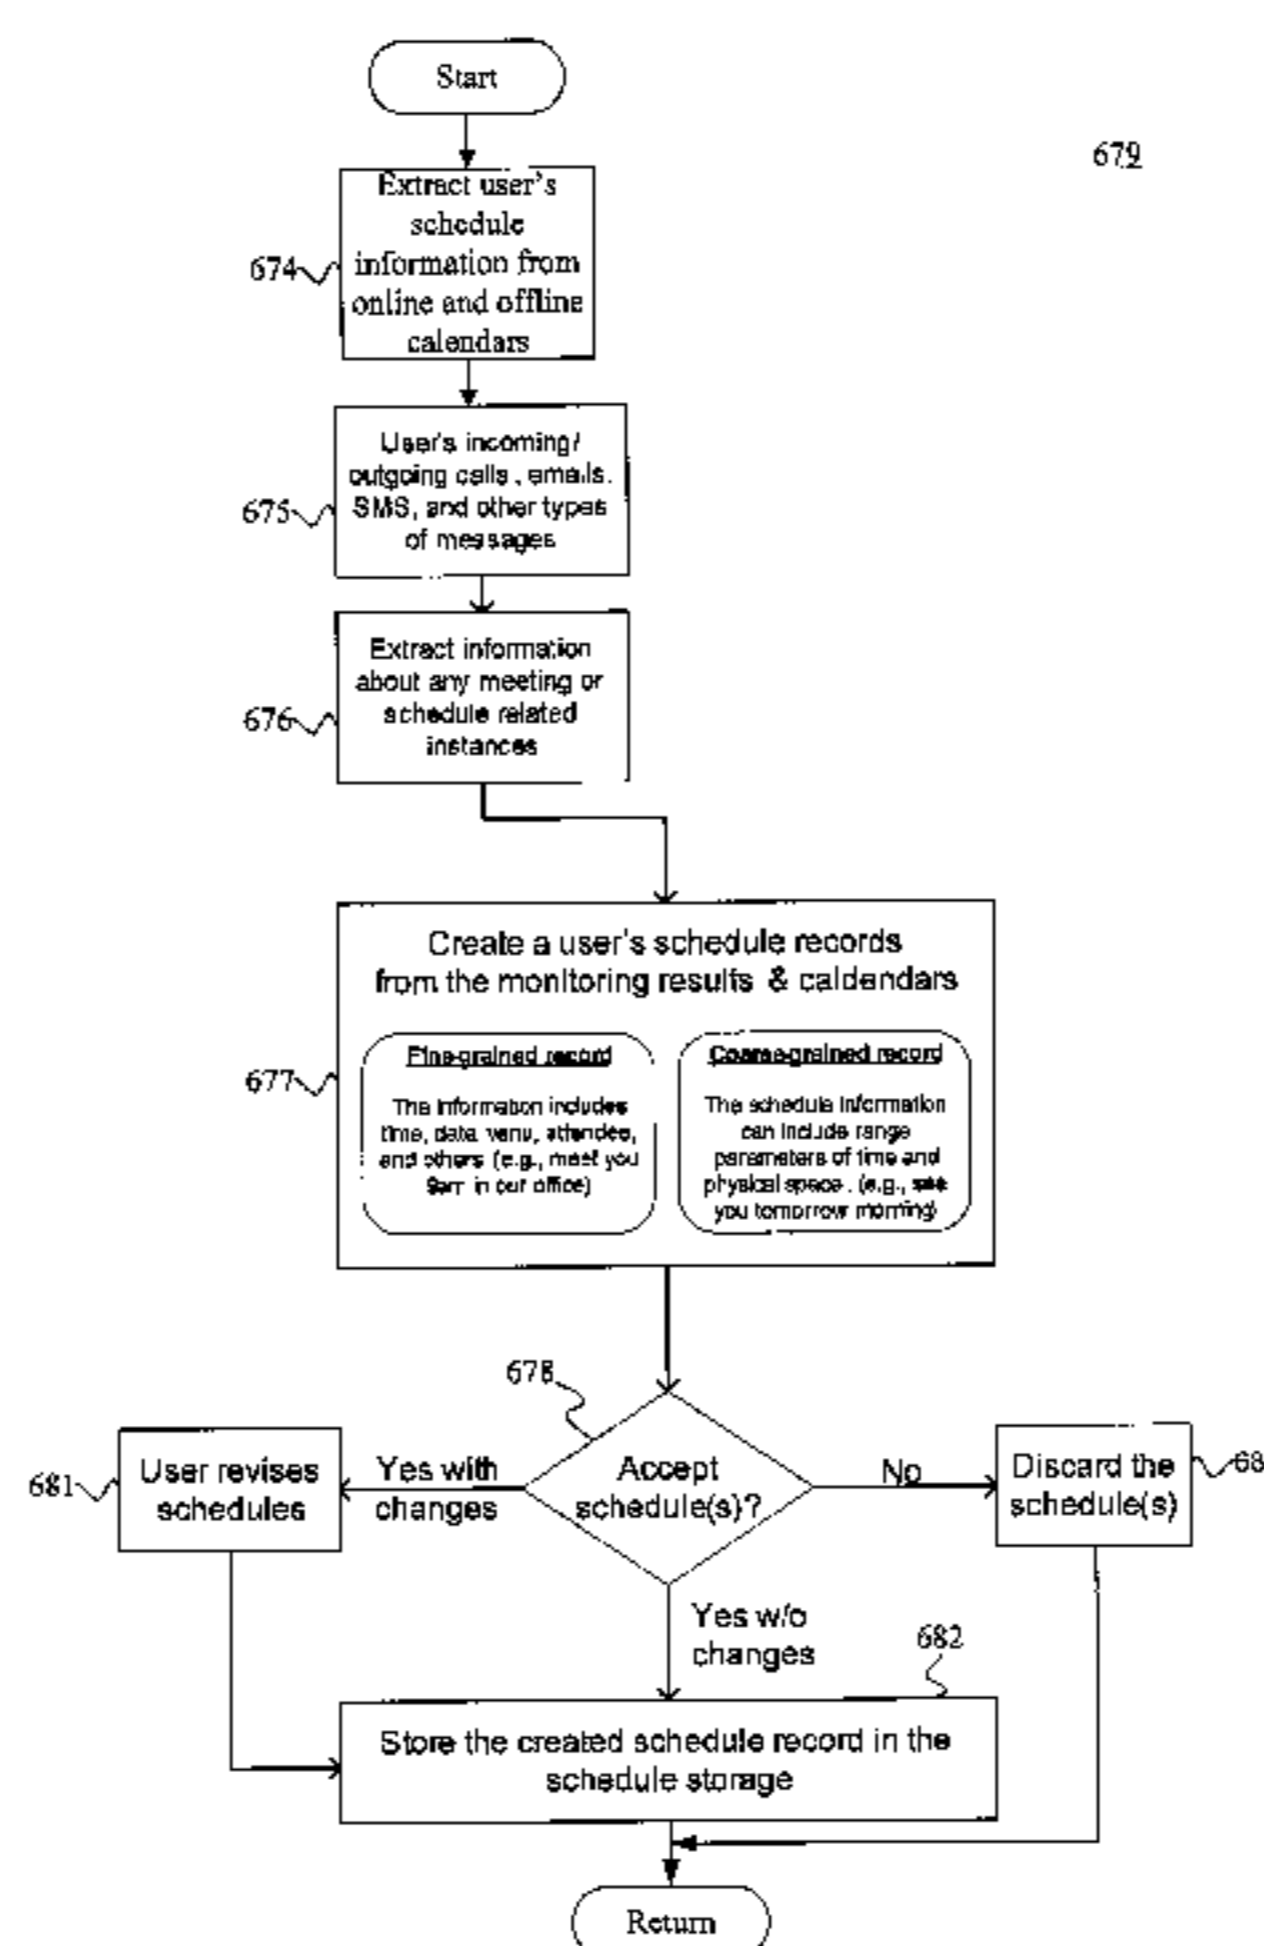 Start
679
Extract user's
schedule
674
information from
online and offline
calendars
User's incoming/
outgoing calls, emails.
675
SMS, and other types
of messages
Extract information
about any meeting or
676
schedule related
instances
Create a user's schedule records
from the monitoring results & caldendars
677
Fine-grained record
The information includes
time, data venu, attendee,
and others (e.g., meet you
9am in our office)
Coarse-grained record
The schedule information
can include range
parameters of time and
physical space. (e.g., see
you tomorrow morning)
678
Accept
schedule(s)?
Yes with
changes
681
User revises
schedules
No
Discard the
schedule(s)
68
Yes w/o
changes
682
Store the created schedule record in the
schedule storage
Return